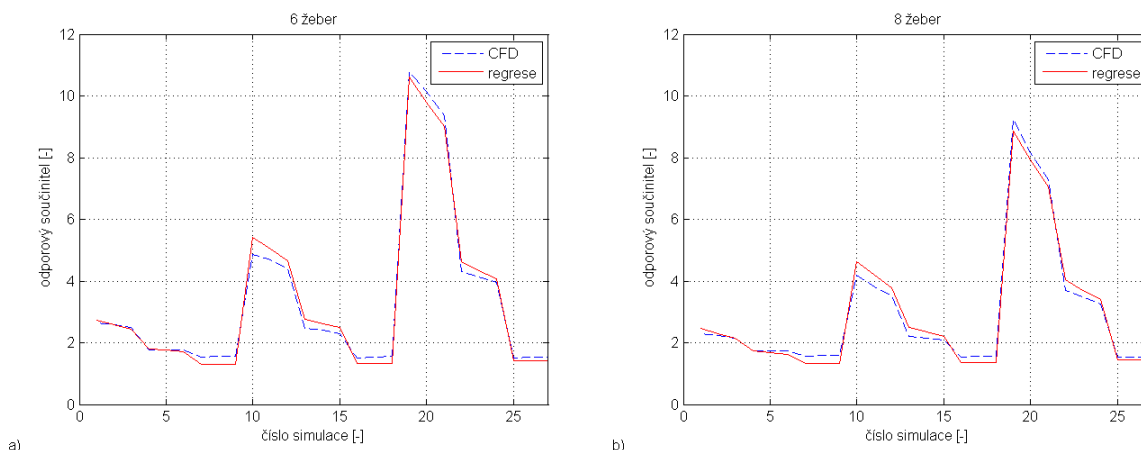 6 žeber
12
10
8
6
4
2
0
odporový součinitel [-]
CFD
regrese
0 5 10 15 20 25
číslo simulace [-]
a)
8 žeber
12
10
8
6
4
2
0
odporový součinitel [-]
CFD
regrese
0 5 10 15 20 25
číslo simulace [-]
b)